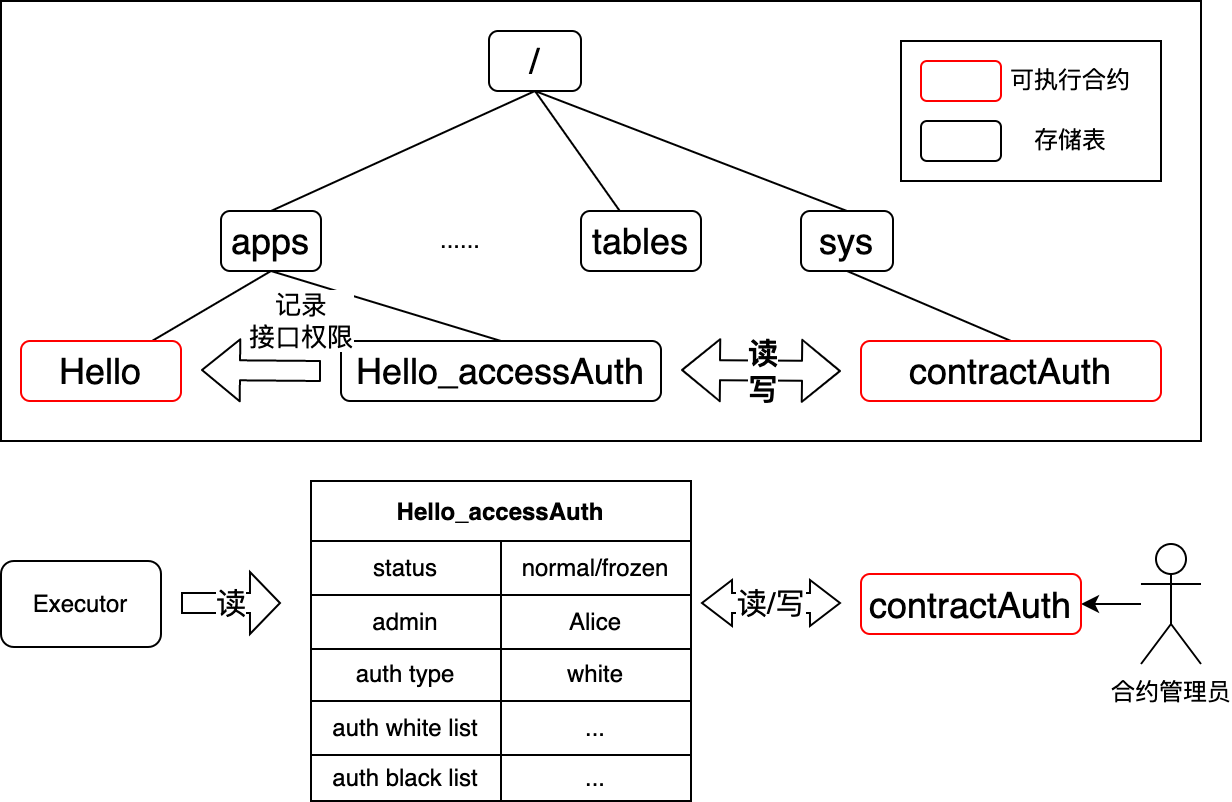 /
可执行合约
存储表
apps
......
tables
sys
记录
接口权限
Hello
Hello_accessAuth
读
写
contractAuth
Hello_accessAuth
status
normal/frozen
admin
Alice
auth type
white
auth white list
...
auth black list
...
Executor
读
读/写
contractAuth
合约管理员